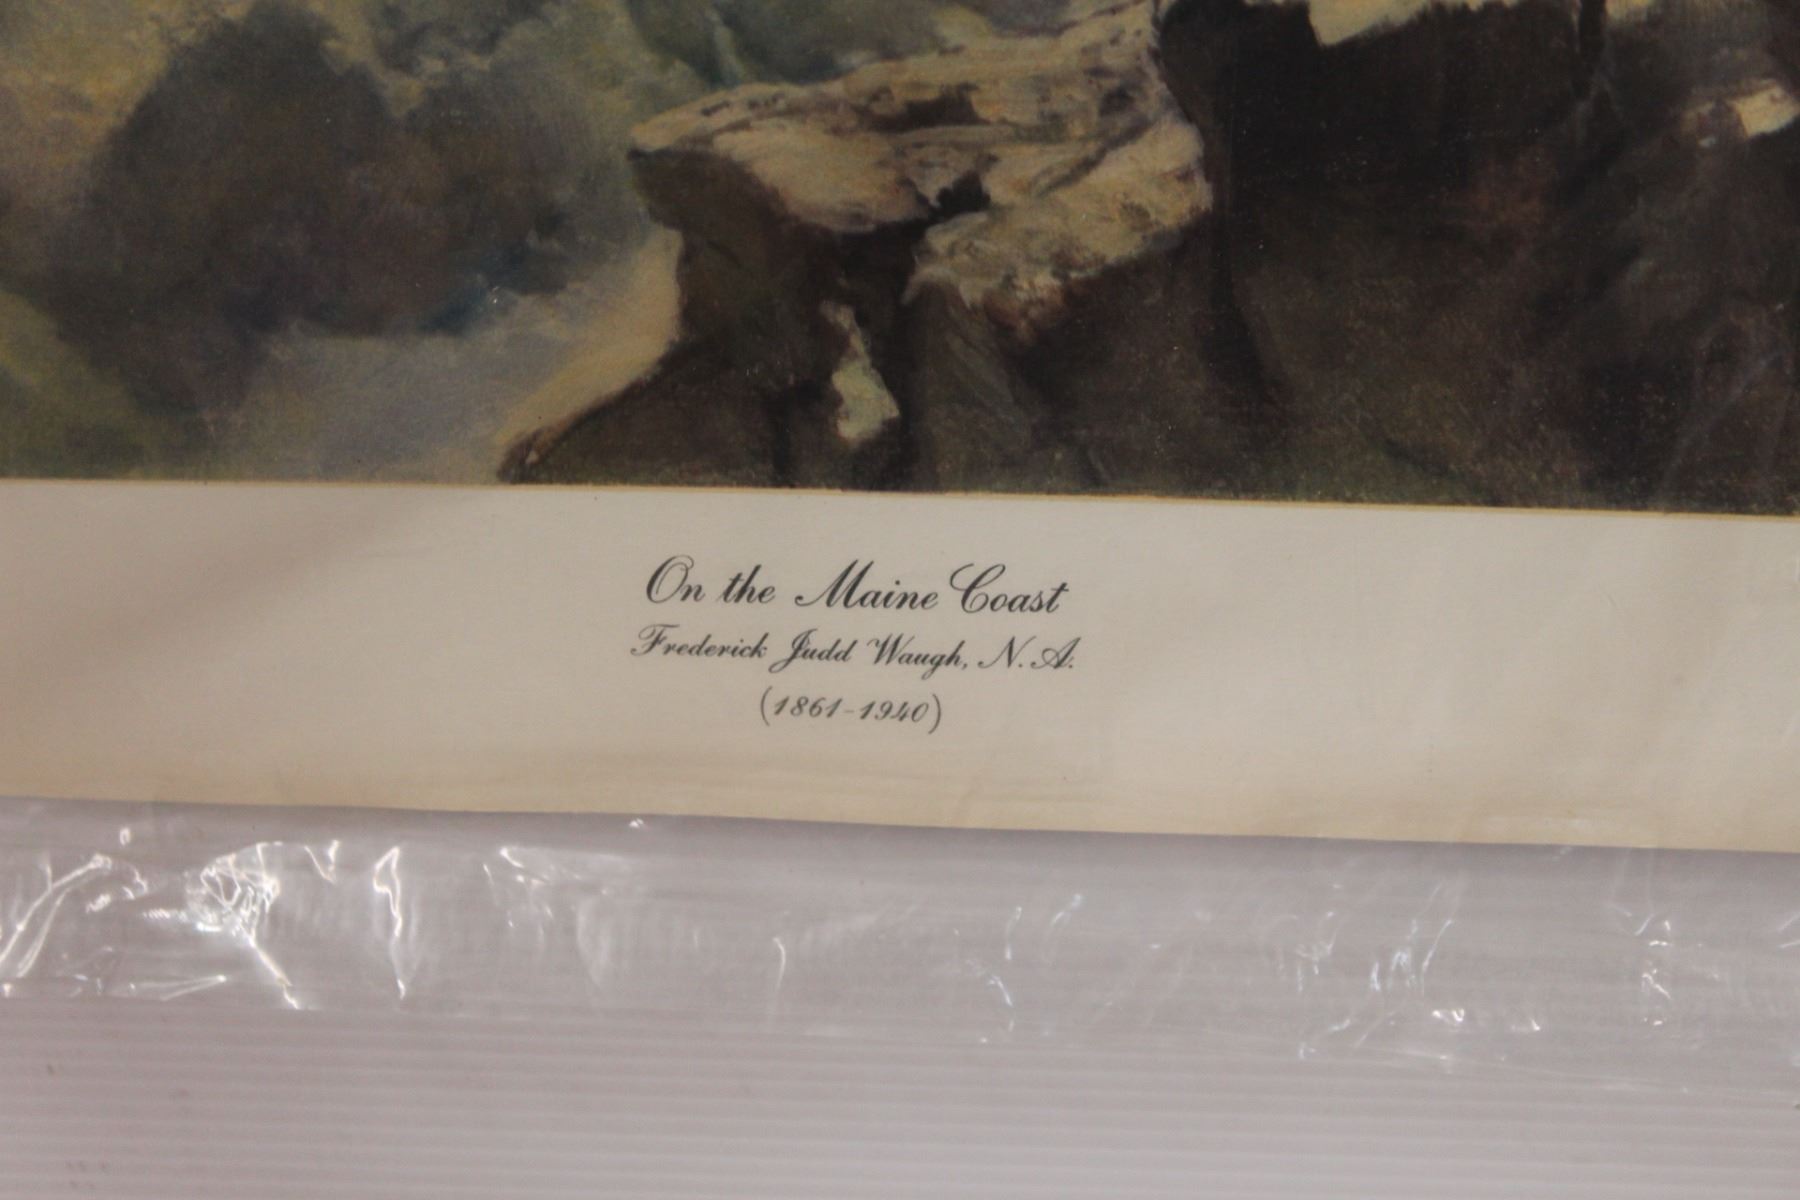 On the Maine Coast
Frederick Judd Waugh, N.A.
(1861-1940)